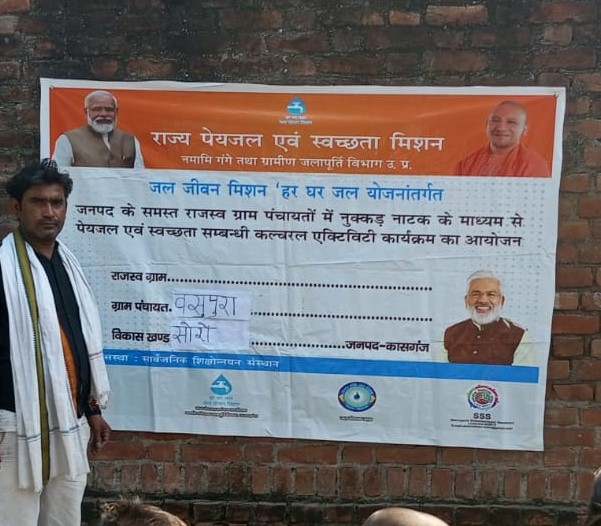 राज्य पेयजल एवं स्वच्छता मिशन
नमामि गंगे तथा ग्रामीण जलापूर्ति विभाग उ. प्र.
जल जीवन मिशन 'हर घर जल योजनांतर्गत
जनपद के समस्त राजस्व ग्राम पंचायतों में नुक्कड़ नाटक के माध्यम से
पेयजल एवं स्वच्छता सम्बन्धी कल्चरल एक्टिविटी कार्यक्रम का आयोजन
राजस्व ग्राम
ग्राम पंचायत. वसुपुरा
विकास खण्ड सोरो जनपद-कासगंज
संस्था : सार्वजनिक शिक्षोन्नयन संस्थान
SSS